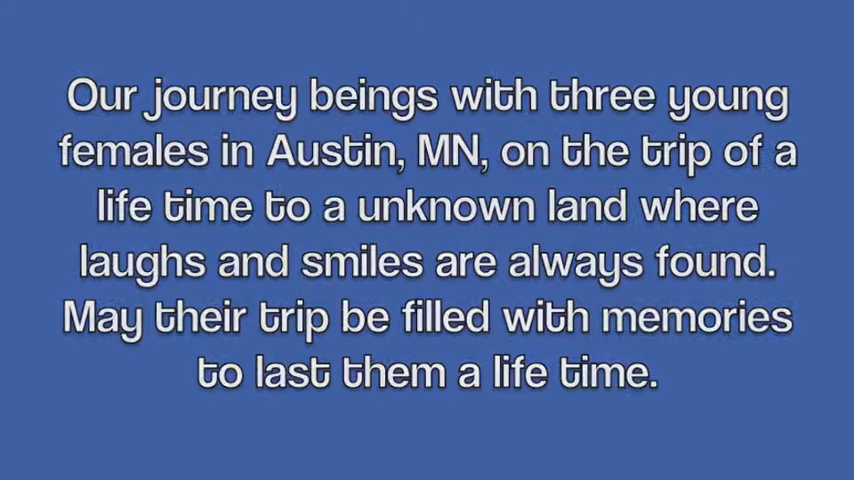 Our journey beings with three young
females in Austin, MN, on the trip of a
life time to a unknown land where
laughs and smiles are always found.
May their trip be filled with memories
to last them a life time.